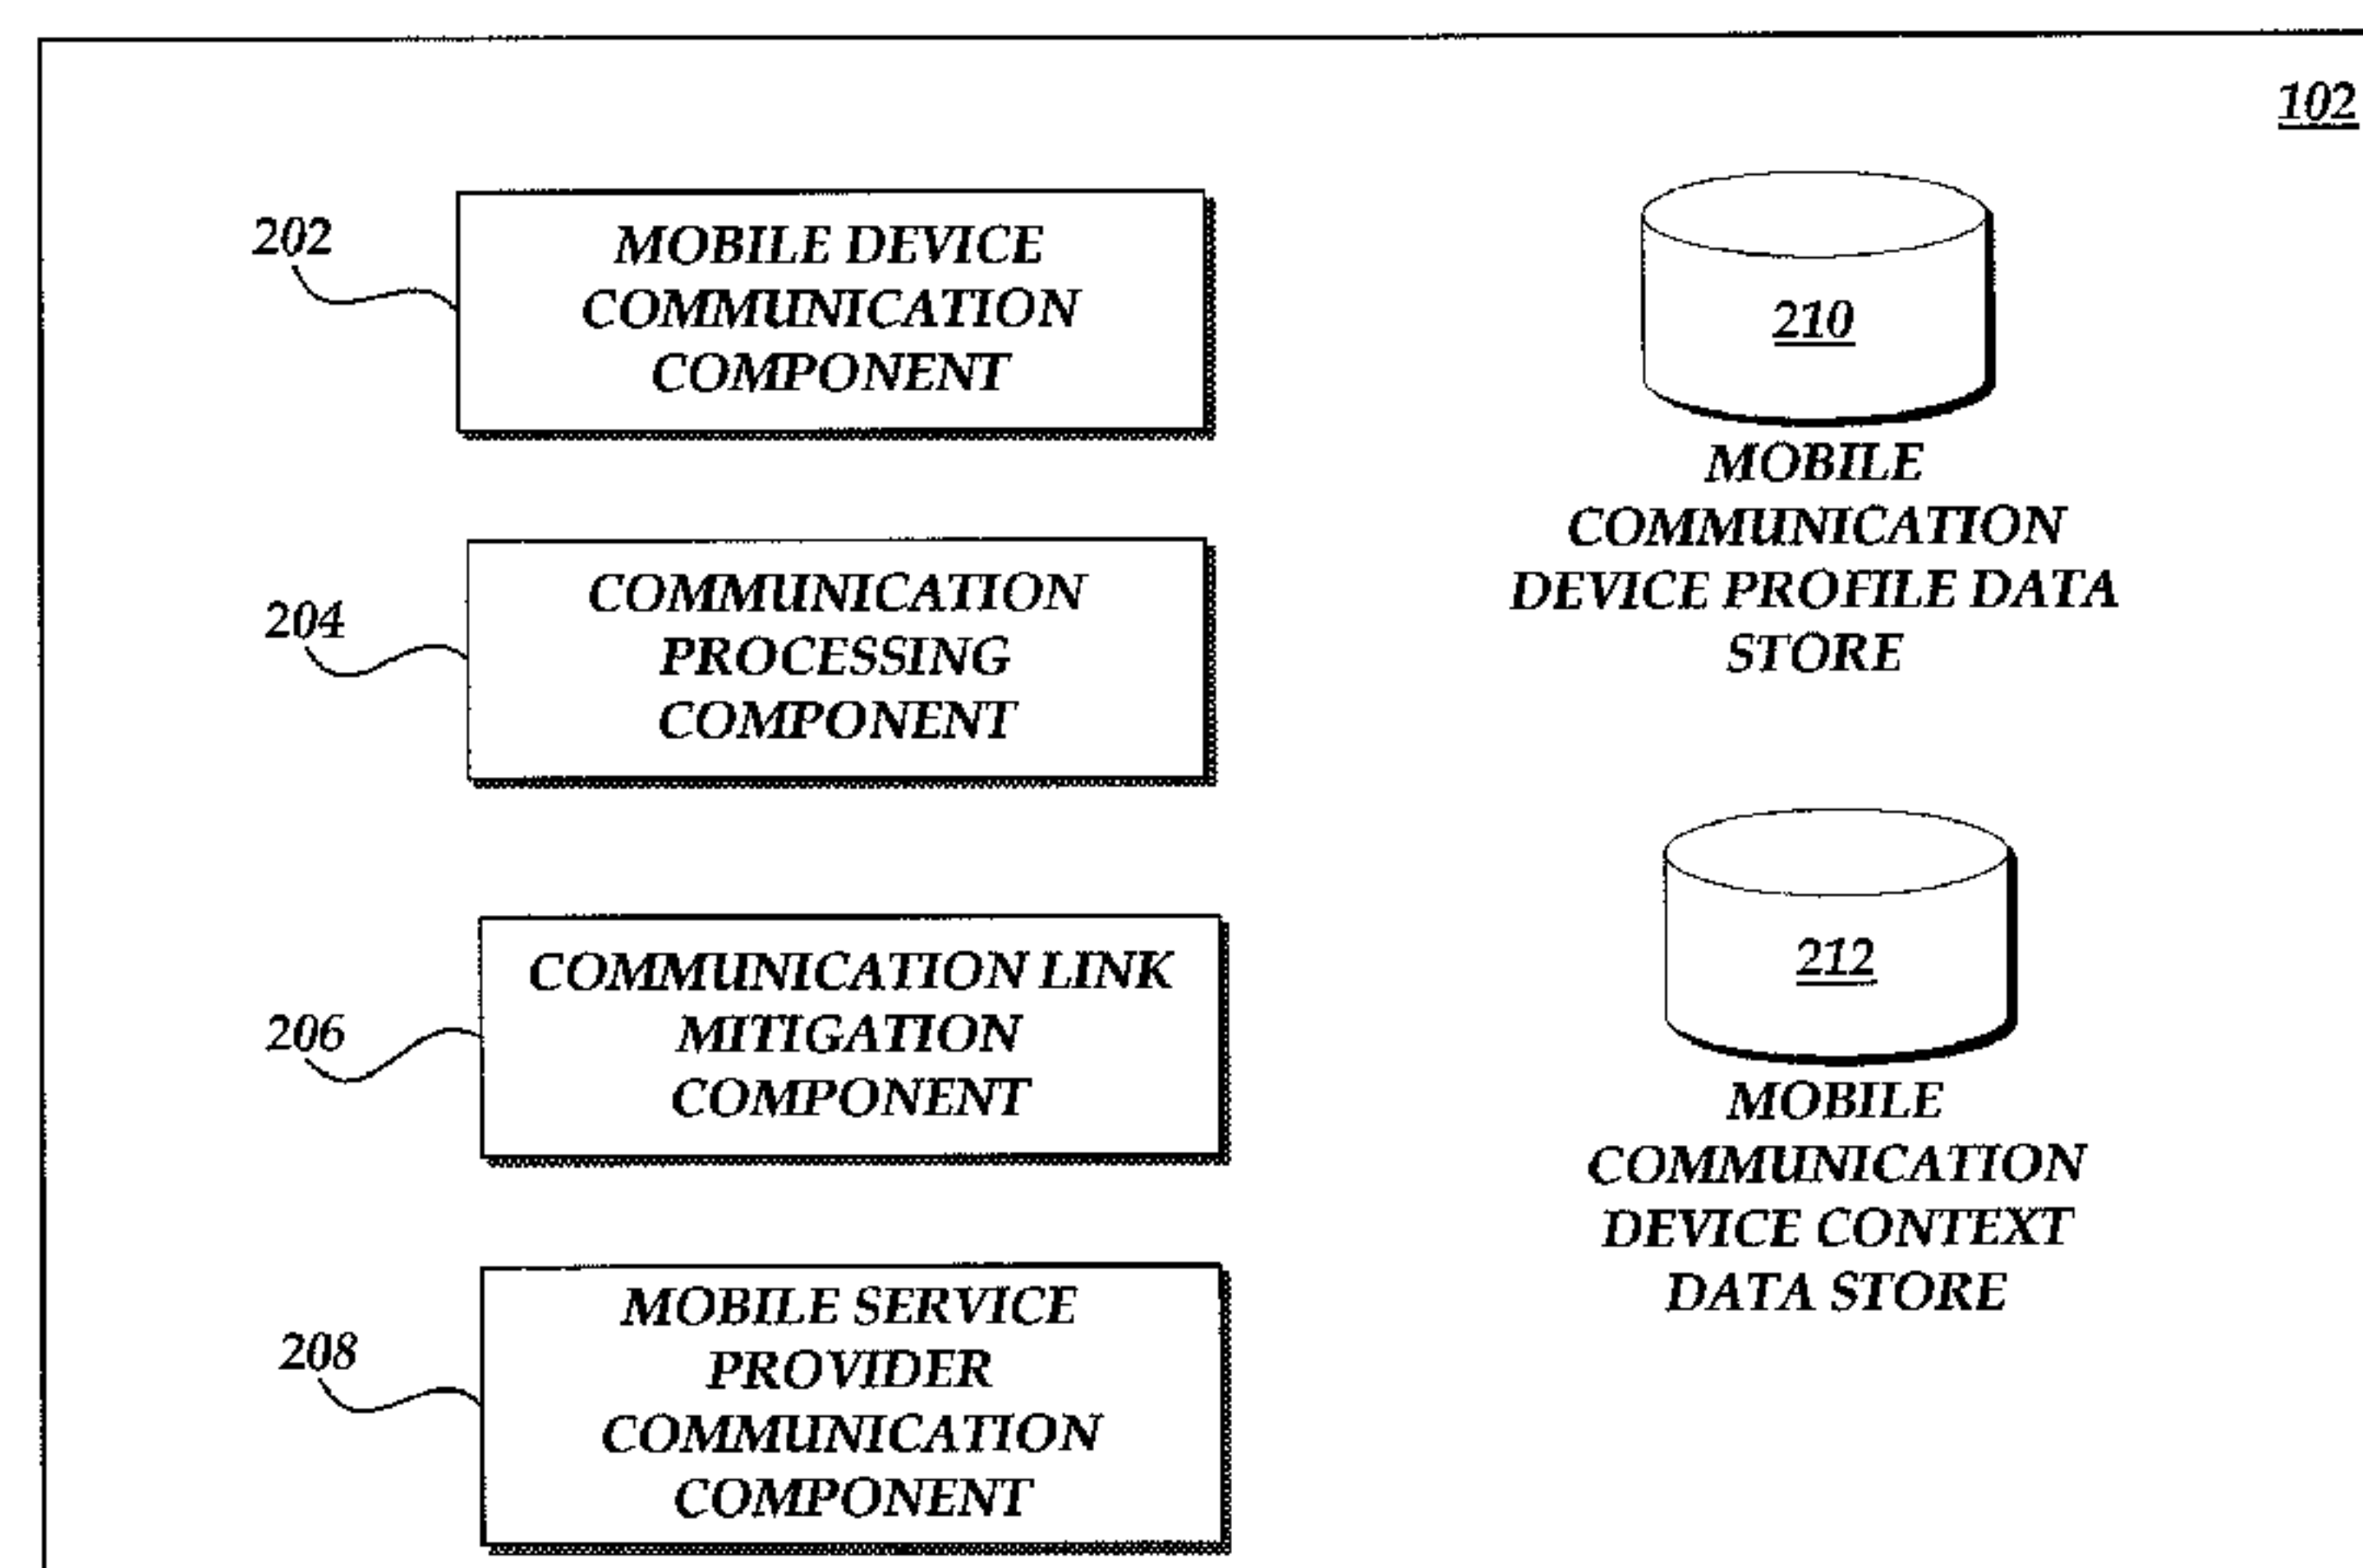 102
202
MOBILE DEVICE
COMMUNICATION
COMPONENT
210
MOBILE
COMMUNICATION
DEVICE PROFILE DATA
STORE
204
COMMUNICATION
PROCESSING
COMPONENT
206
COMMUNICATION LINK
MITIGATION
COMPONENT
212
MOBILE
COMMUNICATION
DEVICE CONTEXT
DATA STORE
208
MOBILE SERVICE
PROVIDER
COMMUNICATION
COMPONENT